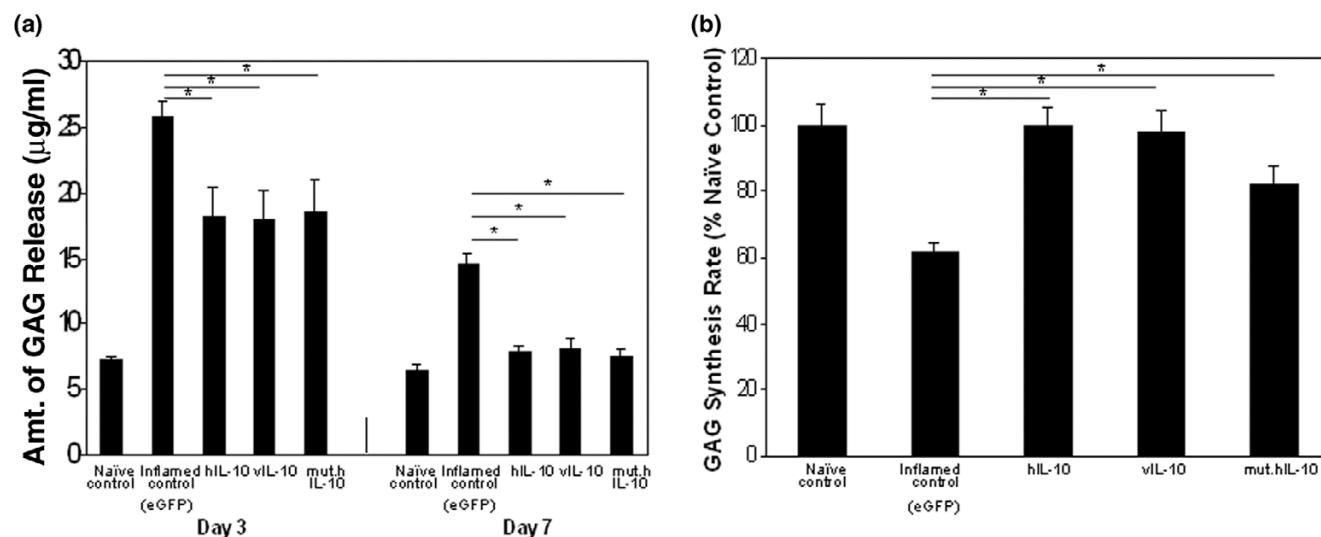 (a)
Amt. of GAG Release (µg/ml)
30
25
20
15
10
5
0
* * *
* * *
Naïve control
Inflamed control
(eGFP)
hIL-10
vIL-10
mut.h IL-10
Day 3
Naïve control
Inflamed control
(eGFP)
hIL-10
vIL-10
mut.h IL-10
Day 7
(b)
GAG Synthesis Rate (% Naïve Control)
120
100
80
60
40
20
0
* * *
Naïve control
Inflamed control
(eGFP)
hIL-10
vIL-10
mut.hIL-10